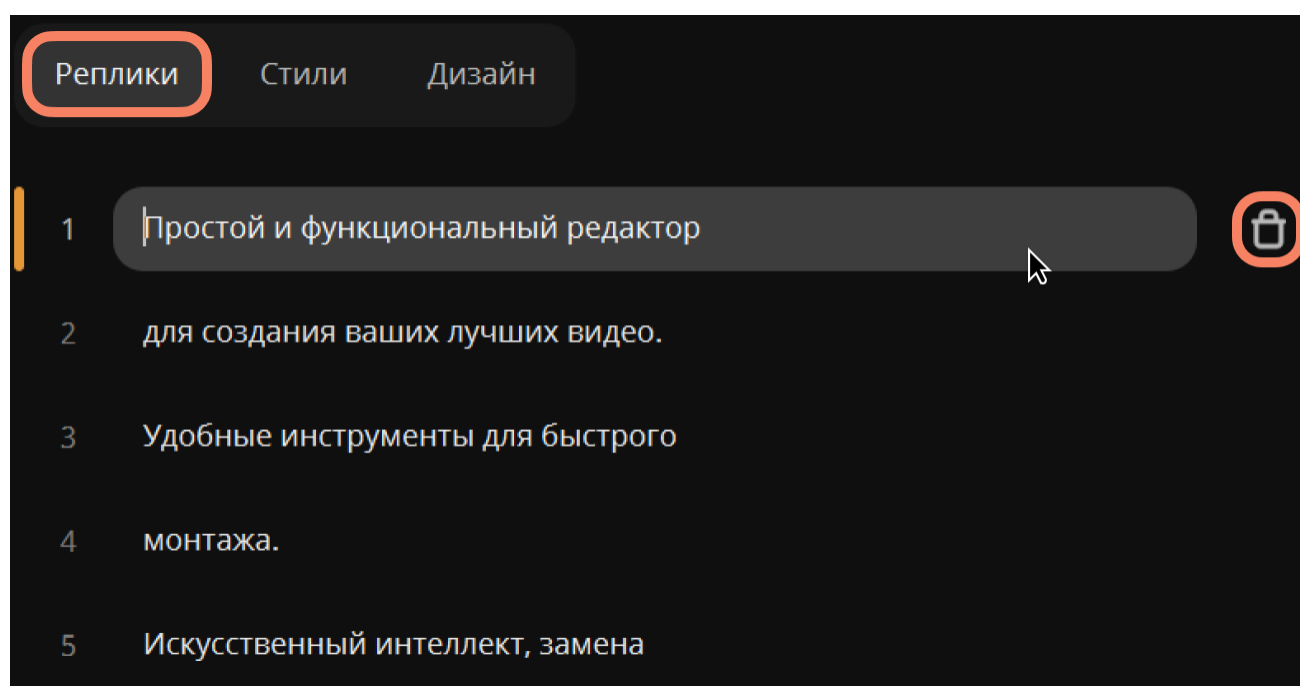 Реплики Стили Дизайн
1 Простой и функциональный редактор
2 для создания ваших лучших видео.
3 Удобные инструменты для быстрого
4 монтажа.
5 Искусственный интеллект, замена